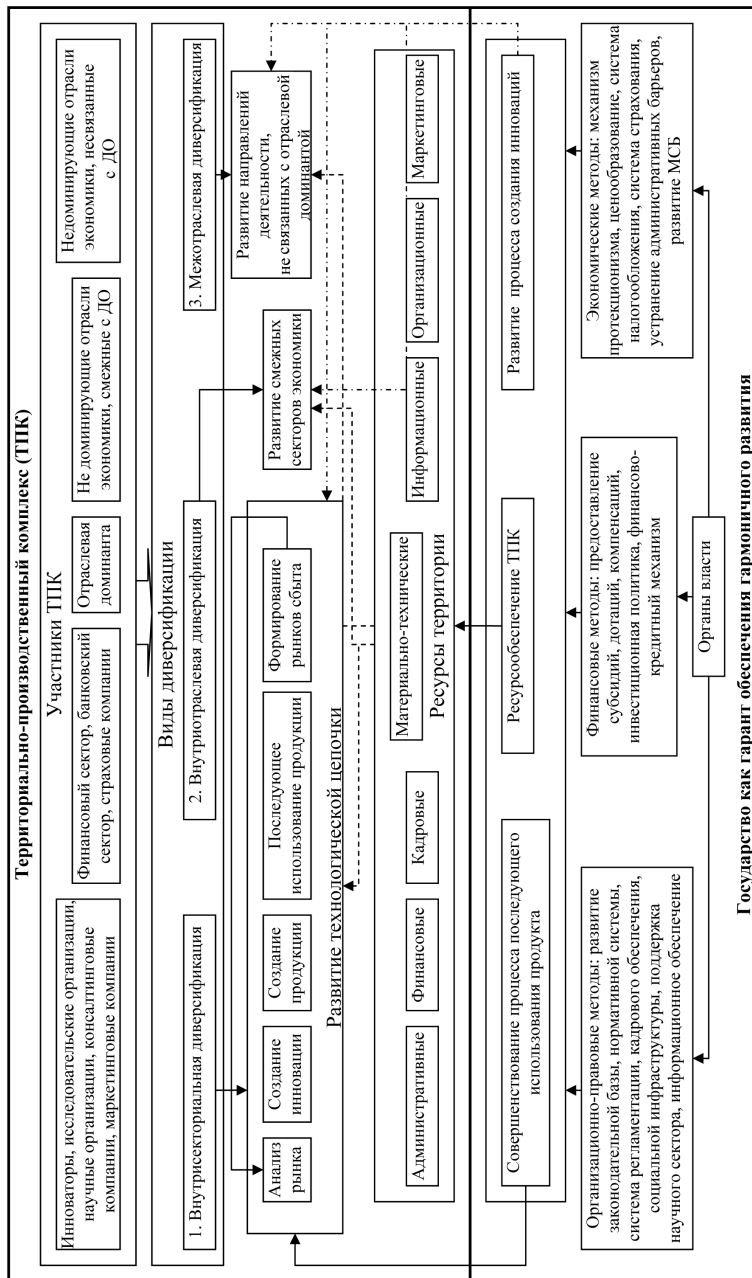 Территориально-производственный комплекс (ТПК)
Участники ТПК
Инноваторы, исследовательские организации,
научные организации, консалтинговые
компании, маркетинговые компании
Финансовый сектор, банковский
сектор, страховые компании
Отраслевая
доминанта
Не доминирующие отрасли
экономики, смежные с ДО
Недоминирующие отрасли
экономики, несвязанные
с ДО
Виды диверсификации
1. Внутрисекториальная диверсификация
2. Внутриотраслевая диверсификация
3. Межотраслевая диверсификация
Анализ
рынка
Создание
инновации
Создание
продукции
Последующее
использование продукции
Формирование
рынков сбыта
Развитие технологической цепочки
Развитие смежных
секторов экономики
Развитие направлений
деятельности,
не связанных с отраслевой
доминантой
Административные
Финансовые
Кадровые
Материально-технические
Информационные
Организационные
Маркетинговые
Ресурсы территории
Совершенствование процесса последующего
использования продукта
Ресурсообеспечение ТПК
Развитие процесса создания инноваций
Организационно-правовые методы: развитие
законодательной базы, нормативной системы,
система регламентации, кадрового обеспечения,
социальной инфраструктуры, поддержка
научного сектора, информационное обеспечение
Финансовые методы: предоставление
субсидий, дотаций, компенсаций,
инвестиционная политика, финансово-
кредитный механизм
Экономические методы: механизм
протекционизма, ценообразование, система
налогообложения, система страхования,
устранение административных барьеров,
развитие МСБ
Органы власти
Государство как гарант обеспечения гармоничного развития